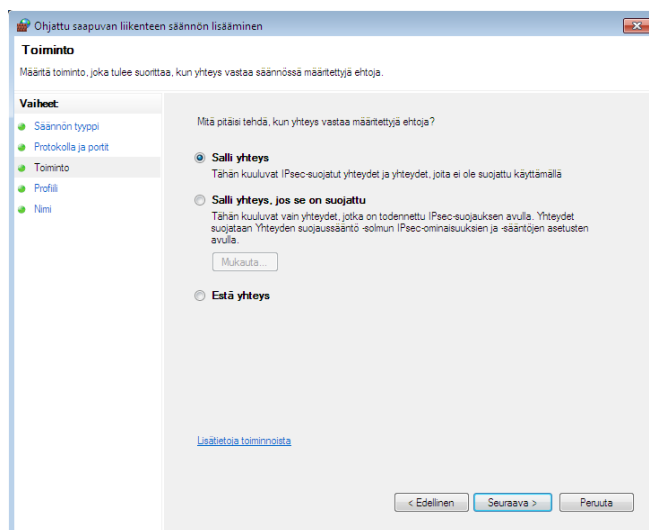 Ohjattu saapuvan liikenteen säännön lisääminen
Toiminto
Määritä toiminto, joka tulee suorittaa, kun yhteys vastaa säännössä määritettyjä ehtoja.
Vaiheet:
Säännön tyyppi
Protokolla ja portit
Toiminto
Profiili
Nimi
Mitä pitäisi tehdä, kun yhteys vastaa määritettyjä ehtoja?
Salli yhteys
Tähän kuuluvat IPsec-suojatut yhteydet ja yhteydet, joita ei ole suojattu käyttämällä
Salli yhteys, jos se on suojattu
Tähän kuuluvat vain yhteydet, jotka on todennettu IPsec-suojauksen avulla. Yhteydet
suojataan Yhteyden suojaussääntö -solmun IPsec-ominaisuuksien ja -sääntöjen asetusten
avulla.
Mukauta...
Estä yhteys
Lisätietoja toiminnoista
< Edellinen
Seuraava >
Peruuta